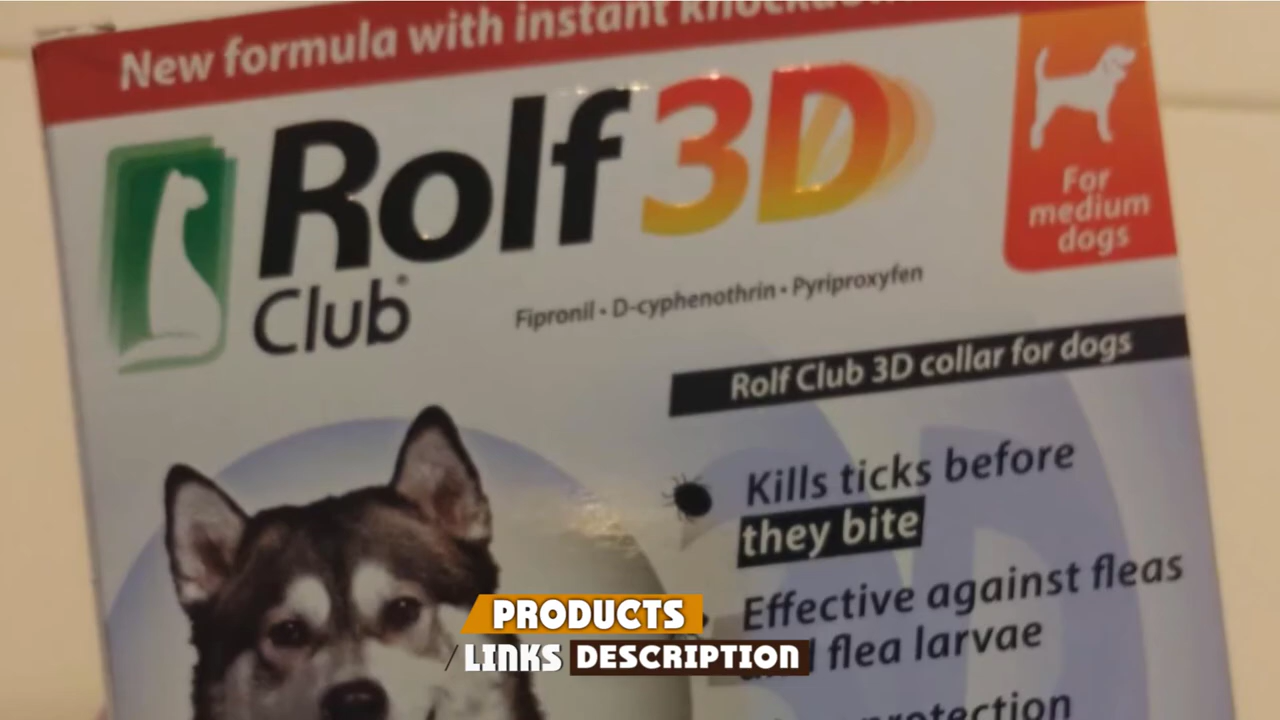 New formula with instant
Rolf 3D
Club®
Fipronil • D-cyphenothrin • Pyriproxyfen
For
medium
dogs
Rolf Club 3D collar for dogs
Kills ticks before
they bite
Effective against fleas
flea larvae
protection
PRODUCTS
LINKS DESCRIPTION